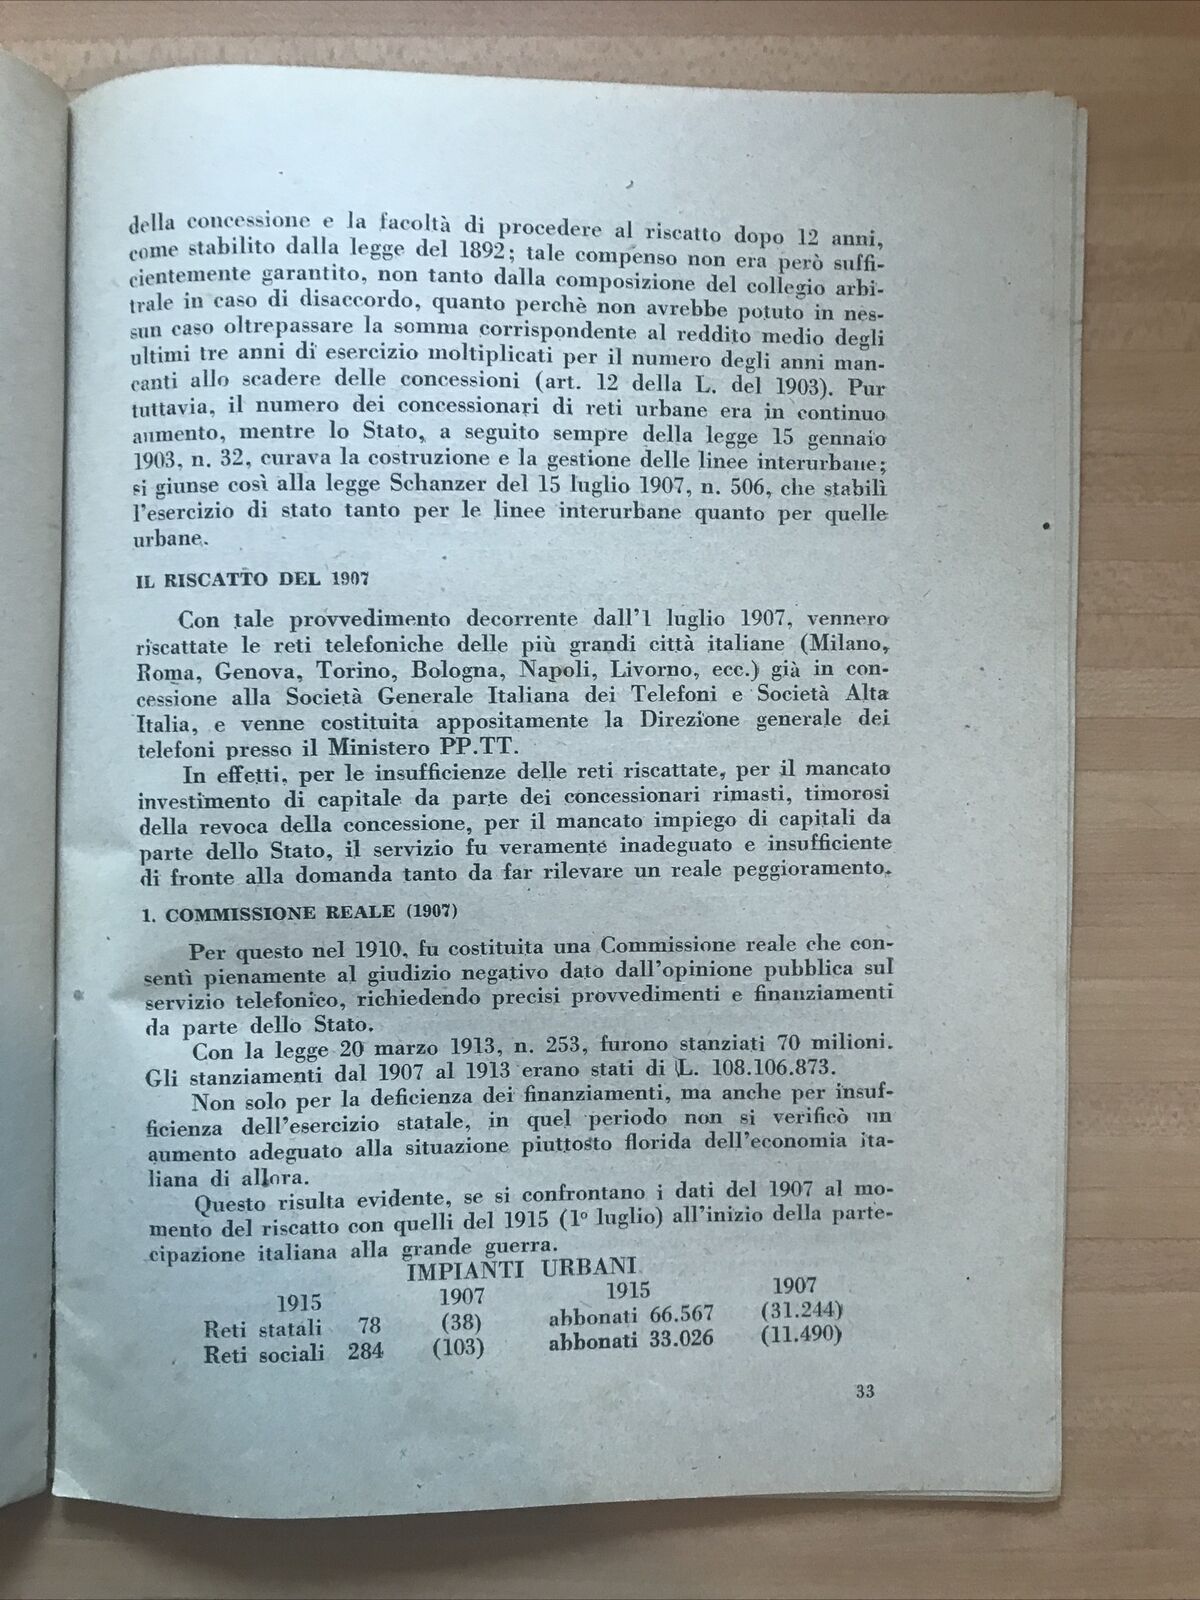 della concessione e la facoltà di procedere al riscatto dopo 12 anni,
come stabilito dalla legge del 1892; tale compenso non era però suffi-
cientemente garantito, non tanto dalla composizione del collegio arbi-
trale in caso di disaccordo, quanto perchè non avrebbe potuto in nes-
sun caso oltrepassare la somma corrispondente al reddito medio degli
ultimi tre anni di esercizio moltiplicati per il numero degli anni man-
canti allo scadere delle concessioni (art. 12 della L. del 1903). Pur
tuttavia, il numero dei concessionari di reti urbane era in continuo
aumento, mentre lo Stato, a seguito sempre della legge 15 gennaio
1903, n. 32, curava la costruzione e la gestione delle linee interurbane;
si giunse così alla legge Schanzer del 15 luglio 1907, n. 506, che stabilì
l'esercizio di stato tanto per le linee interurbane quanto per quelle
urbane.
IL RISCATTO DEL 1907
Con tale provvedimento decorrente dall'1 luglio 1907, vennero
riscattate le reti telefoniche delle più grandi città italiane (Milano,
Roma, Genova, Torino, Bologna, Napoli, Livorno, ecc.) già in con-
cessione alla Società Generale Italiana dei Telefoni e Società Alta
Italia, e venne costituita appositamente la Direzione generale dei
telefoni presso il Ministero PP.TT.
In effetti, per le insufficienze delle reti riscattate, per il mancato
investimento di capitale da parte dei concessionari rimasti, timorosi
della revoca della concessione, per il mancato impiego di capitali da
parte dello Stato, il servizio fu veramente inadeguato e insufficiente
di fronte alla domanda tanto da far rilevare un reale peggioramento.
1. COMMISSIONE REALE (1907)
Per questo nel 1910, fu costituita una Commissione reale che con-
sentì pienamente al giudizio negativo dato dall'opinione pubblica sul
servizio telefonico, richiedendo precisi provvedimenti e finanziamenti
da parte dello Stato.
Con la legge 20 marzo 1913, n. 253, furono stanziati 70 milioni.
Gli stanziamenti dal 1907 al 1913 erano stati di L. 108.106.873.
Non solo per la deficienza dei finanziamenti, ma anche per insuf-
ficienza dell'esercizio statale, in quel periodo non si verificò un
aumento adeguato alla situazione piuttosto florida dell'economia ita-
liana di allora.
Questo risulta evidente, se si confrontano i dati del 1907 al mo-
mento del riscatto con quelli del 1915 (1° luglio) all'inizio della parte-
cipazione italiana alla grande guerra.
IMPIANTI URBANI
1915 1907 1915 1907
Reti statali 78 (38) abbonati 66.567 (31.244)
Reti sociali 284 (103) abbonati 33.026 (11.490)
33